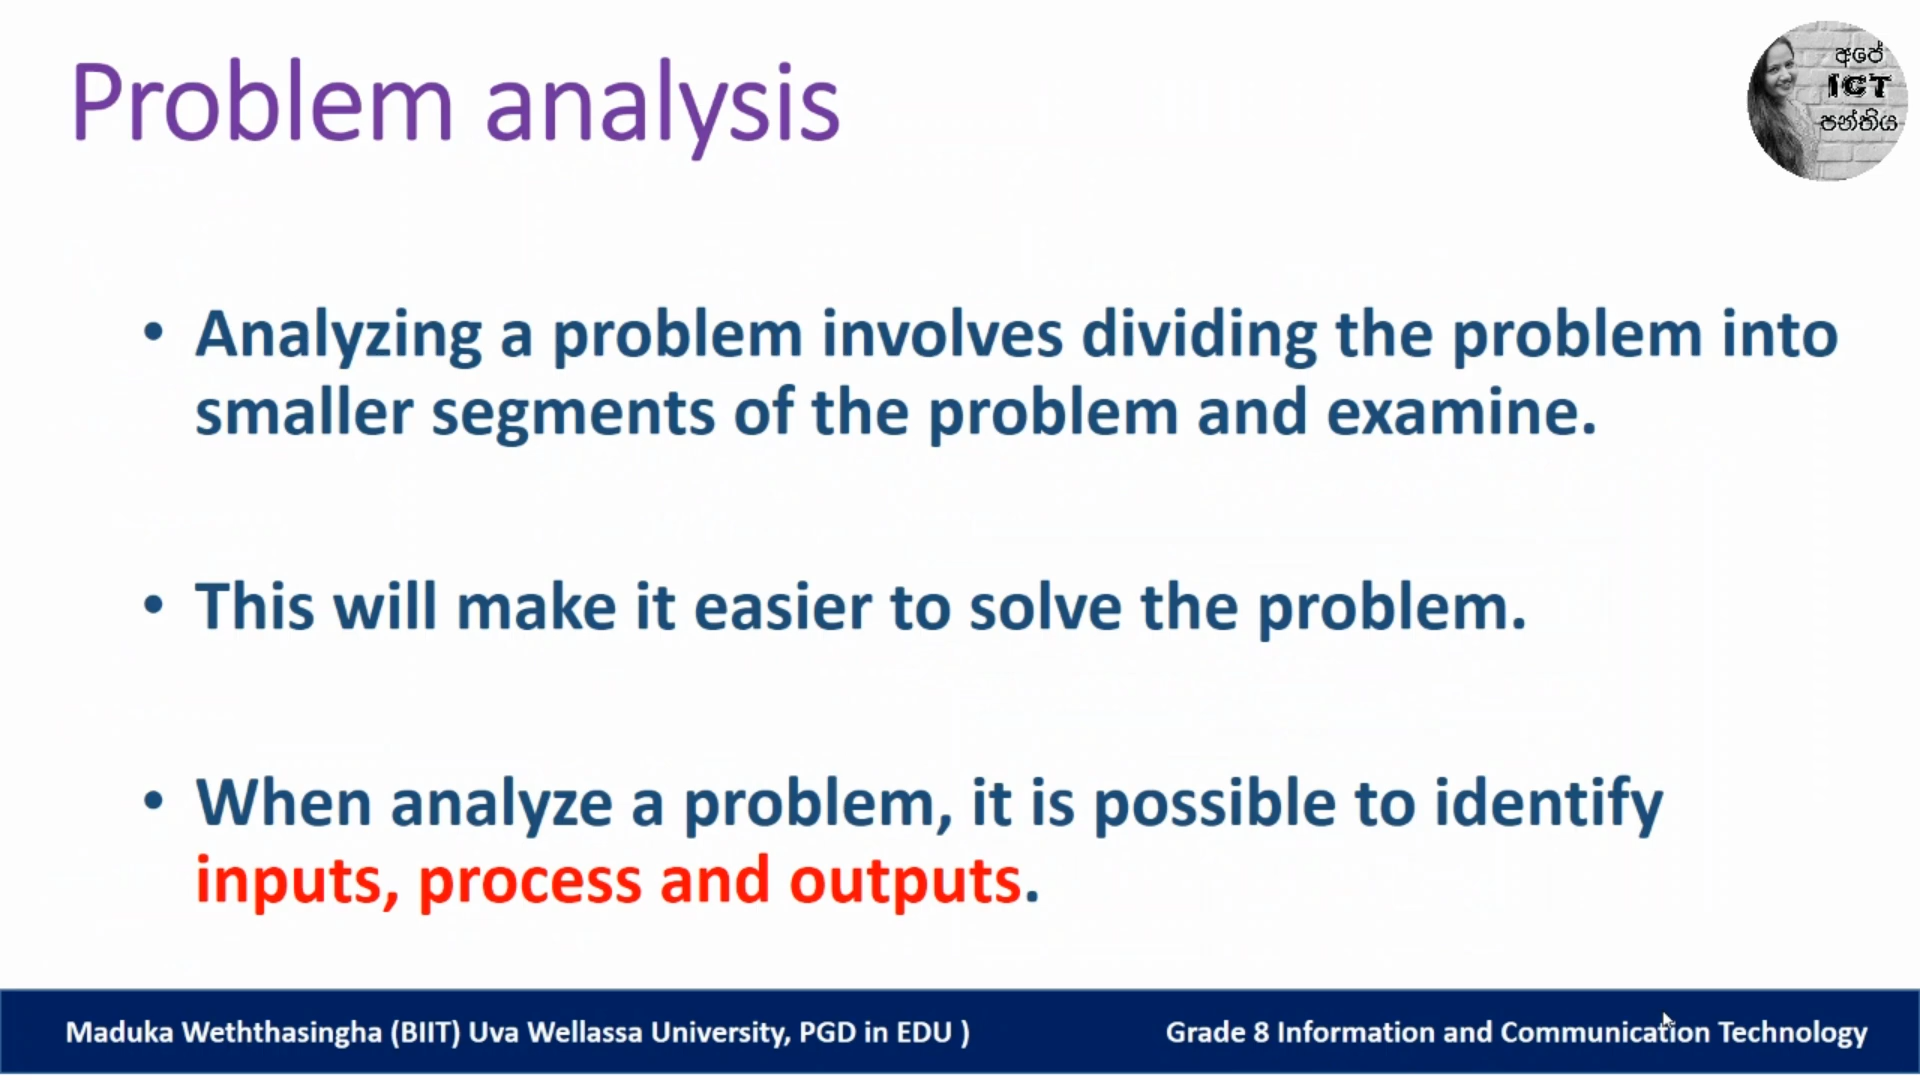 Problem analysis
අපේ
ICT
පන්තිය
• Analyzing a problem involves dividing the problem into
smaller segments of the problem and examine.
• This will make it easier to solve the problem.
• When analyze a problem, it is possible to identify
inputs, process and outputs.
Maduka Weththasingha (BIIT) Uva Wellassa University, PGD in EDU )
Grade 8 Information and Communication Technology